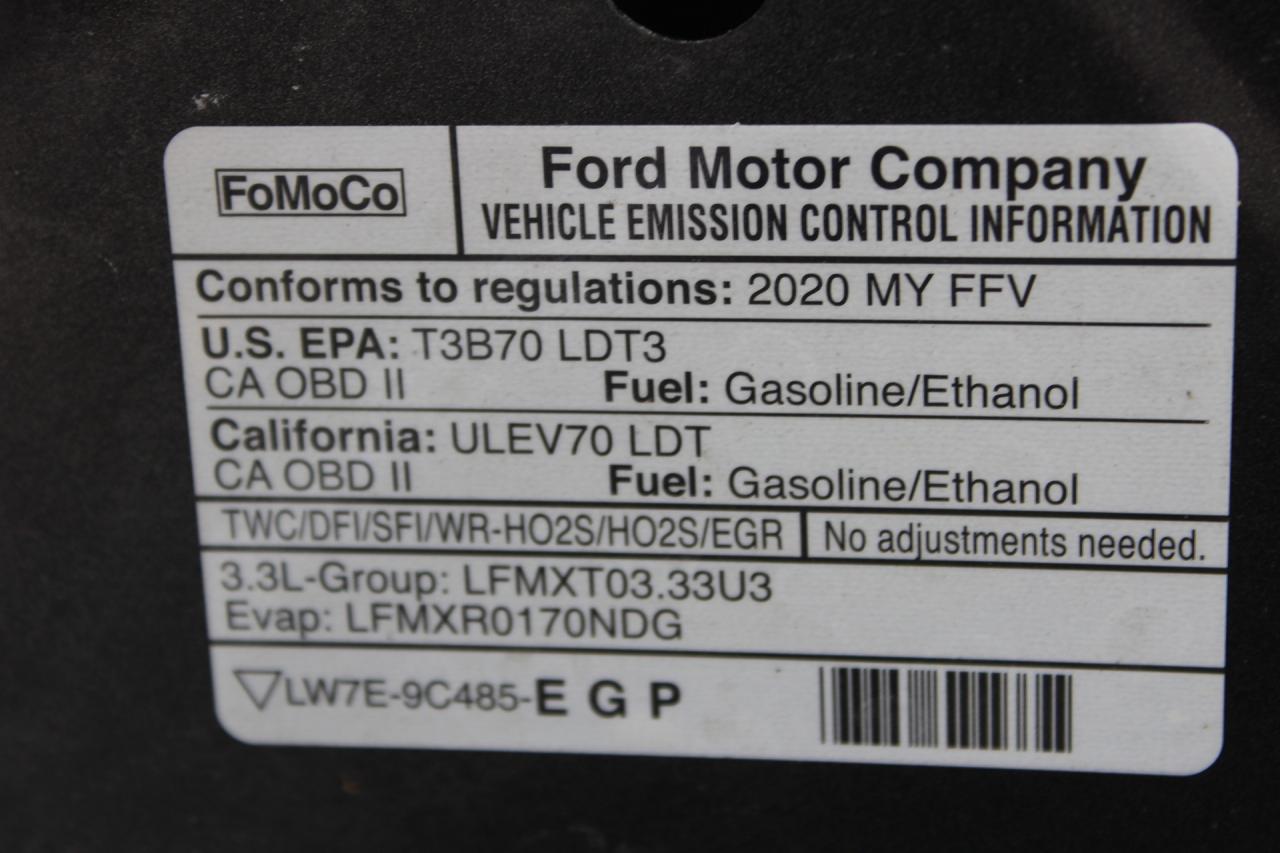 FoMoCo
Ford Motor Company
VEHICLE EMISSION CONTROL INFORMATION
Conforms to regulations: 2020 MY FFV
U.S. EPA: T3B70 LDT3
CA OBD II Fuel: Gasoline/Ethanol
California: ULEV70 LDT
CA OBD II Fuel: Gasoline/Ethanol
TWC/DFI/SFI/WR-HO2S/HO2S/EGR No adjustments needed.
3.3L-Group: LFMXT03.33U3
Evap: LFMXR0170NDG
LW7E-9C485-E G P